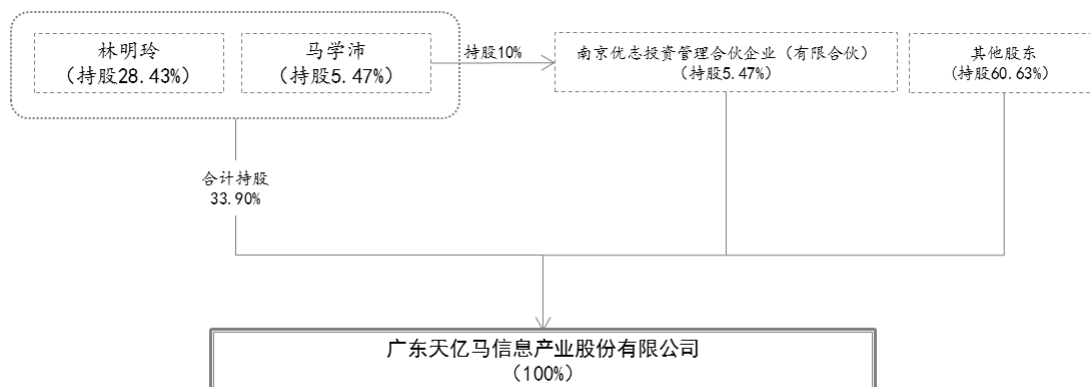 林明玲
（持股28.43%）
马学沛
（持股5.47%）
持股10%
南京优志投资管理合伙企业（有限合伙）
（持股5.47%）
其他股东
(持股60.63%)
合计持股
33.90%
广东天亿马信息产业股份有限公司
（100%）